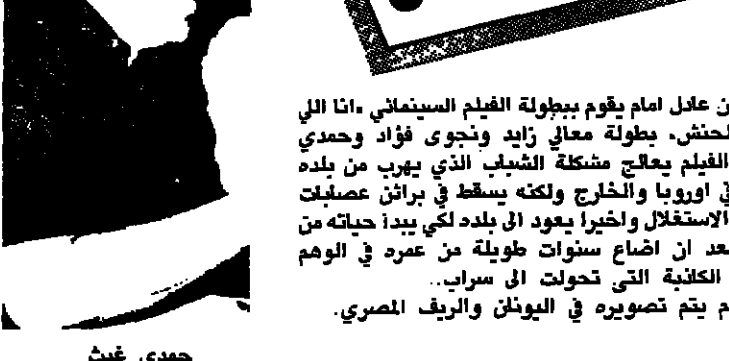 ن عادل امام يقوم ببطولة الفيلم السينمائي «انا اللي
لحنش» بطولة معالي زايد ونجوى فؤاد وحمدي
الفيلم يعالج مشكلة الشباب الذي يهرب من بلده
ي اوروبا والخارج ولكنه يسقط في براثن عصابات
الاستغلال واخيرا يعود الى بلده لكي يبدأ حياته من
عد ان اضاع سنوات طويلة من عمره في الوهم
الكاذبة التي تحولت الى سراب..
م يتم تصويره في اليونان والريف المصري.
حمدي غيث